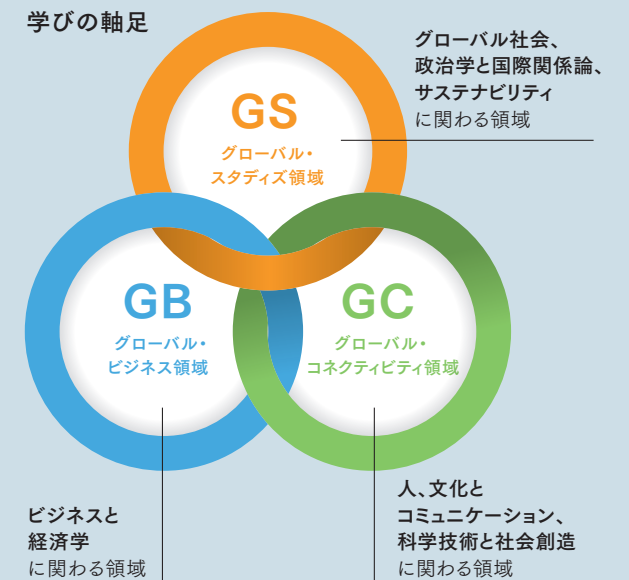 学びの軸足
グローバル社会、
政治学と国際関係論、
サステナビリティ
に関わる領域
GS
グローバル・
スタディズ領域
GB
グローバル・
ビジネス領域
GC
グローバル・
コネクティビティ領域
ビジネスと
経済学
に関わる領域
人、文化と
コミュニケーション、
科学技術と社会創造
に関わる領域